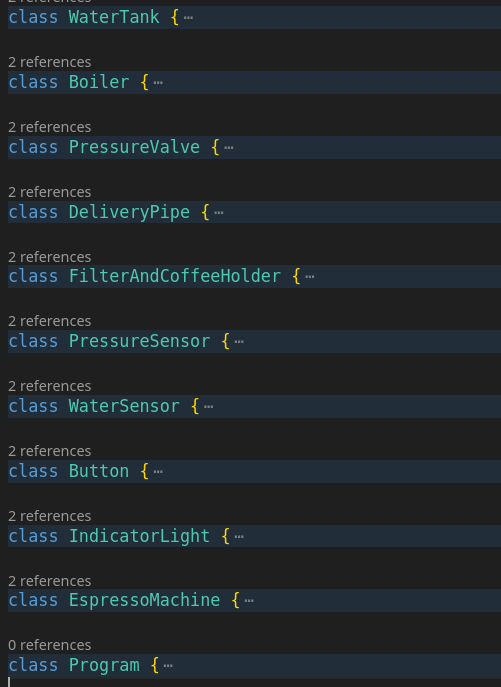 2 references
class WaterTank {⋯
2 references
class Boiler {⋯
2 references
class PressureValve {⋯
2 references
class DeliveryPipe {⋯
2 references
class FilterAndCoffeeHolder {⋯
2 references
class PressureSensor {⋯
2 references
class WaterSensor {⋯
2 references
class Button {⋯
2 references
class IndicatorLight {⋯
2 references
class EspressoMachine {⋯
0 references
class Program {⋯